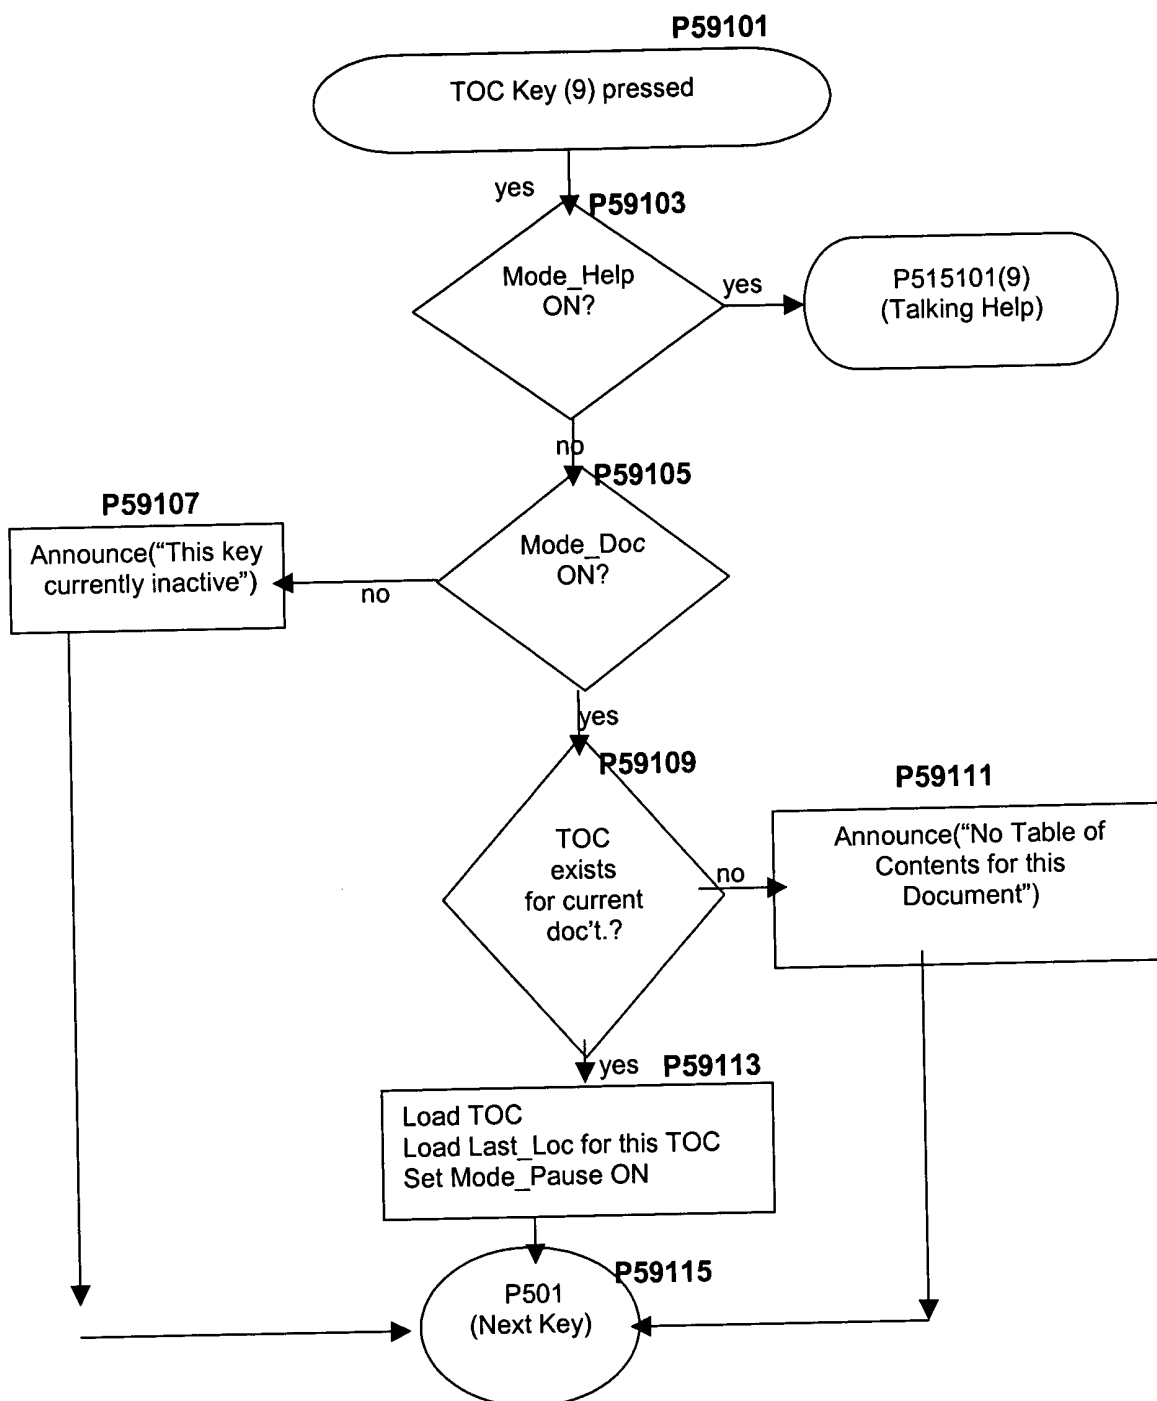 P59101
TOC Key (9) pressed
yes
P59103
Mode_Help
ON?
yes
P515101(9)
(Talking Help)
no
P59105
P59107
Announce("This key
currently inactive")
Mode_Doc
ON?
no
yes
P59109
P59111
TOC
exists
for current
doc't.?
no
Announce("No Table of
Contents for this
Document")
yes
P59113
Load TOC
Load Last_Loc for this TOC
Set Mode_Pause ON
P59115
P501
(Next Key)